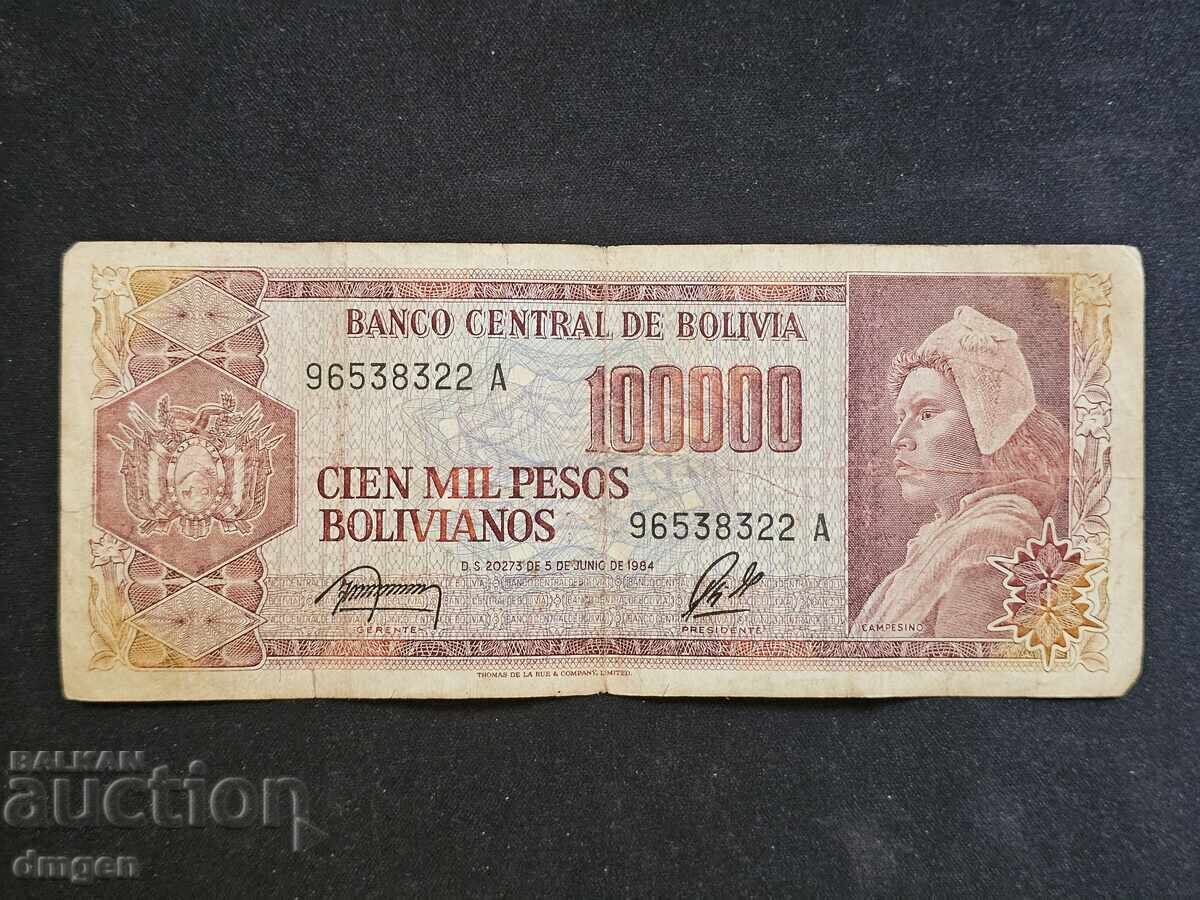 BANCO CENTRAL DE BOLIVIA
96538322 A
100000
CIEN MIL PESOS
BOLIVIANOS
96538322 A
D.S. 20273 DE 5 DE JUNIO DE 1984
GERENTE
PRESIDENTE
CAMPESINO
THOMAS DE LA RUE & COMPANY, LIMITED.
BALKAN
auction
dmgen